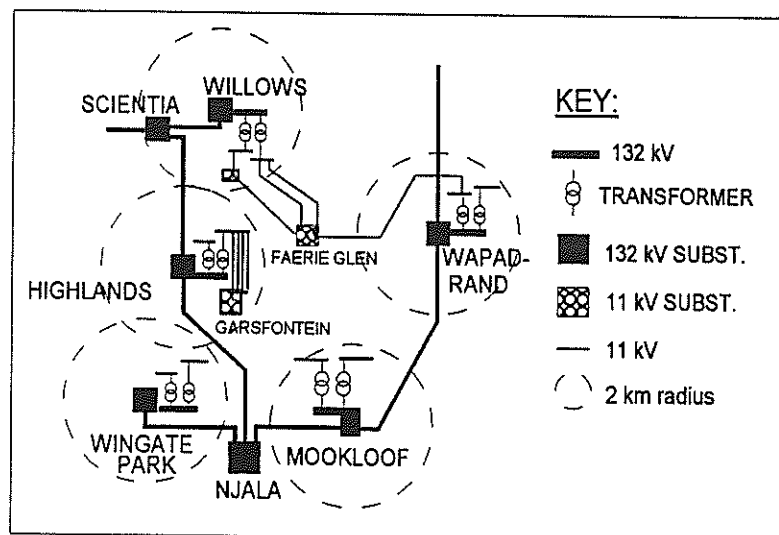 WILLOWS
SCIENTIA
KEY:
132 kV
TRANSFORMER
FAERIE GLEN
WAPAD-
RAND
132 kV SUBST.
HIGHLANDS
GARSFONTEIN
11 kV SUBST.
11 kV
2 km radius
WINGATE
PARK
MOOKLOOF
NJALA